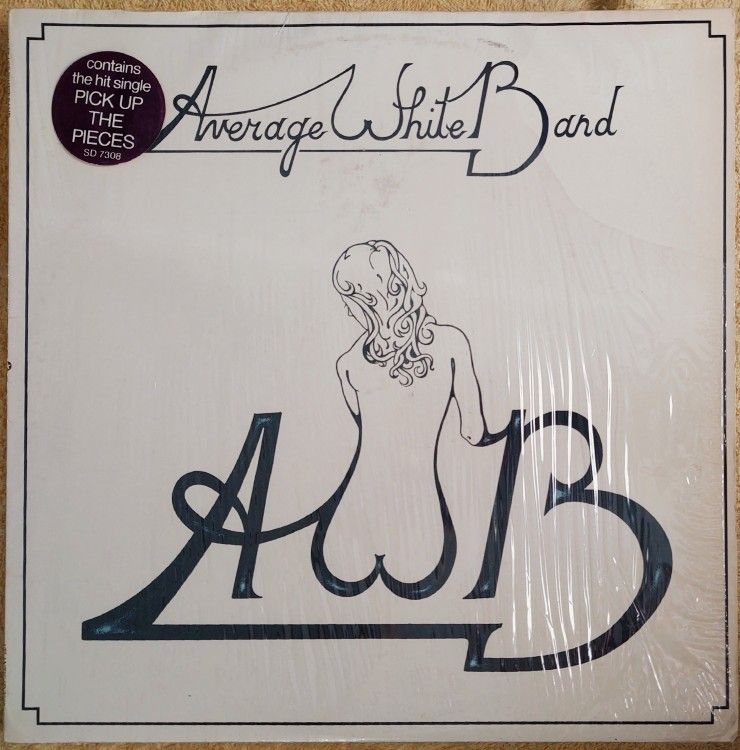 contains
the hit single
PICK UP
THE
PIECES
SD 7308
Average White Band
AWB